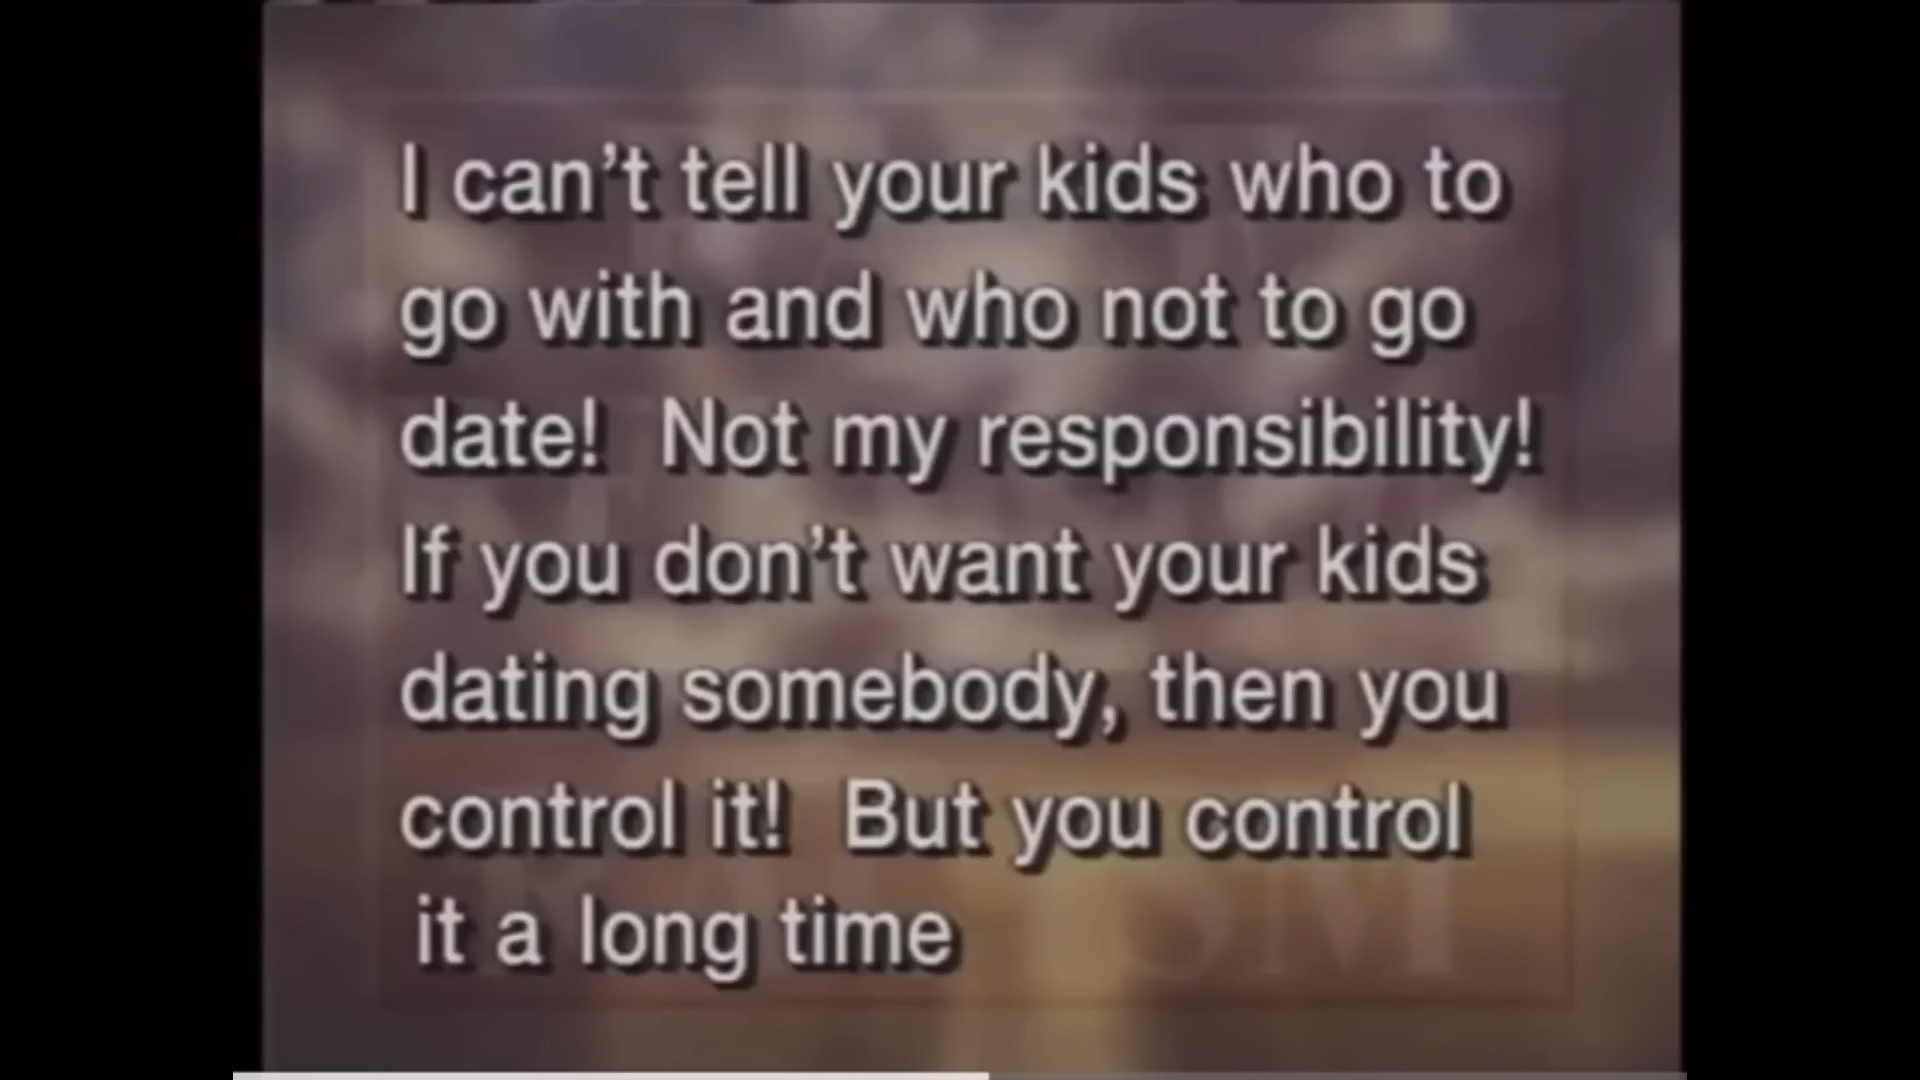 I can't tell your kids who to
go with and who not to go
date!  Not my responsibility!
If you don't want your kids
dating somebody, then you
control it!  But you control
it a long time